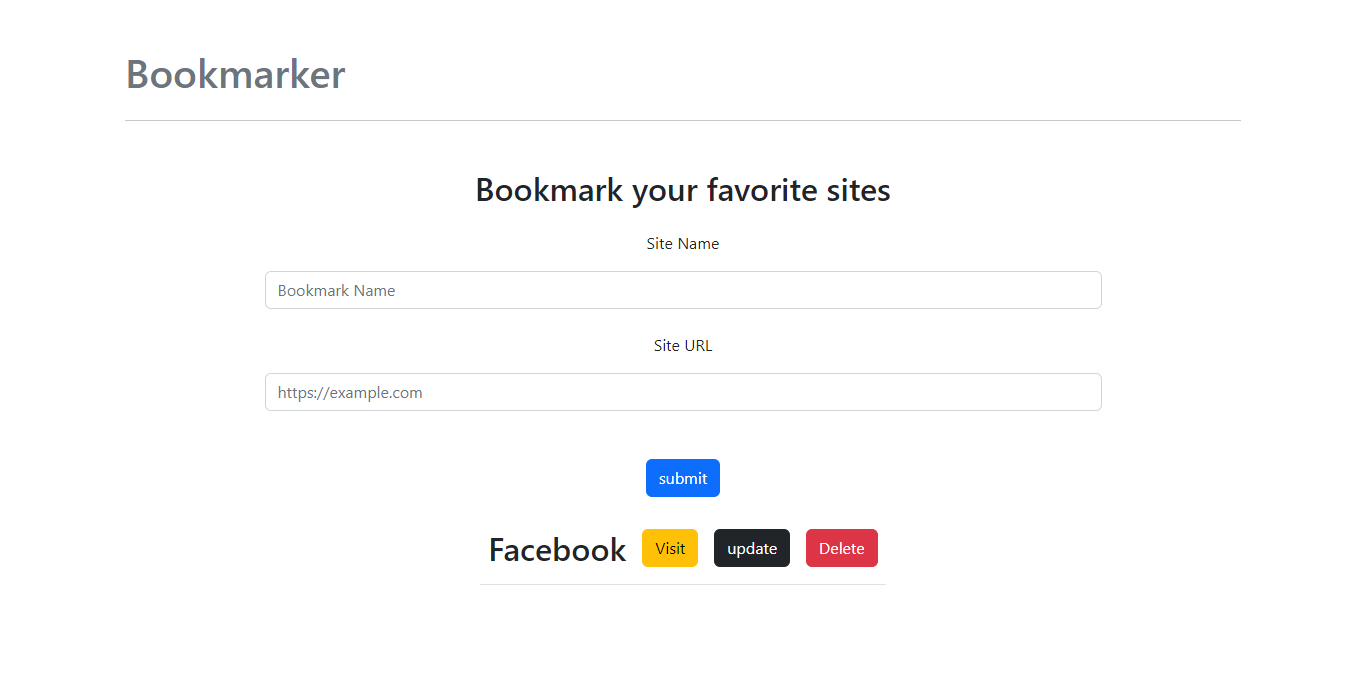 Bookmarker
Bookmark your favorite sites
Site Name
Bookmark Name
Site URL
https://example.com
submit
Facebook Visit update Delete